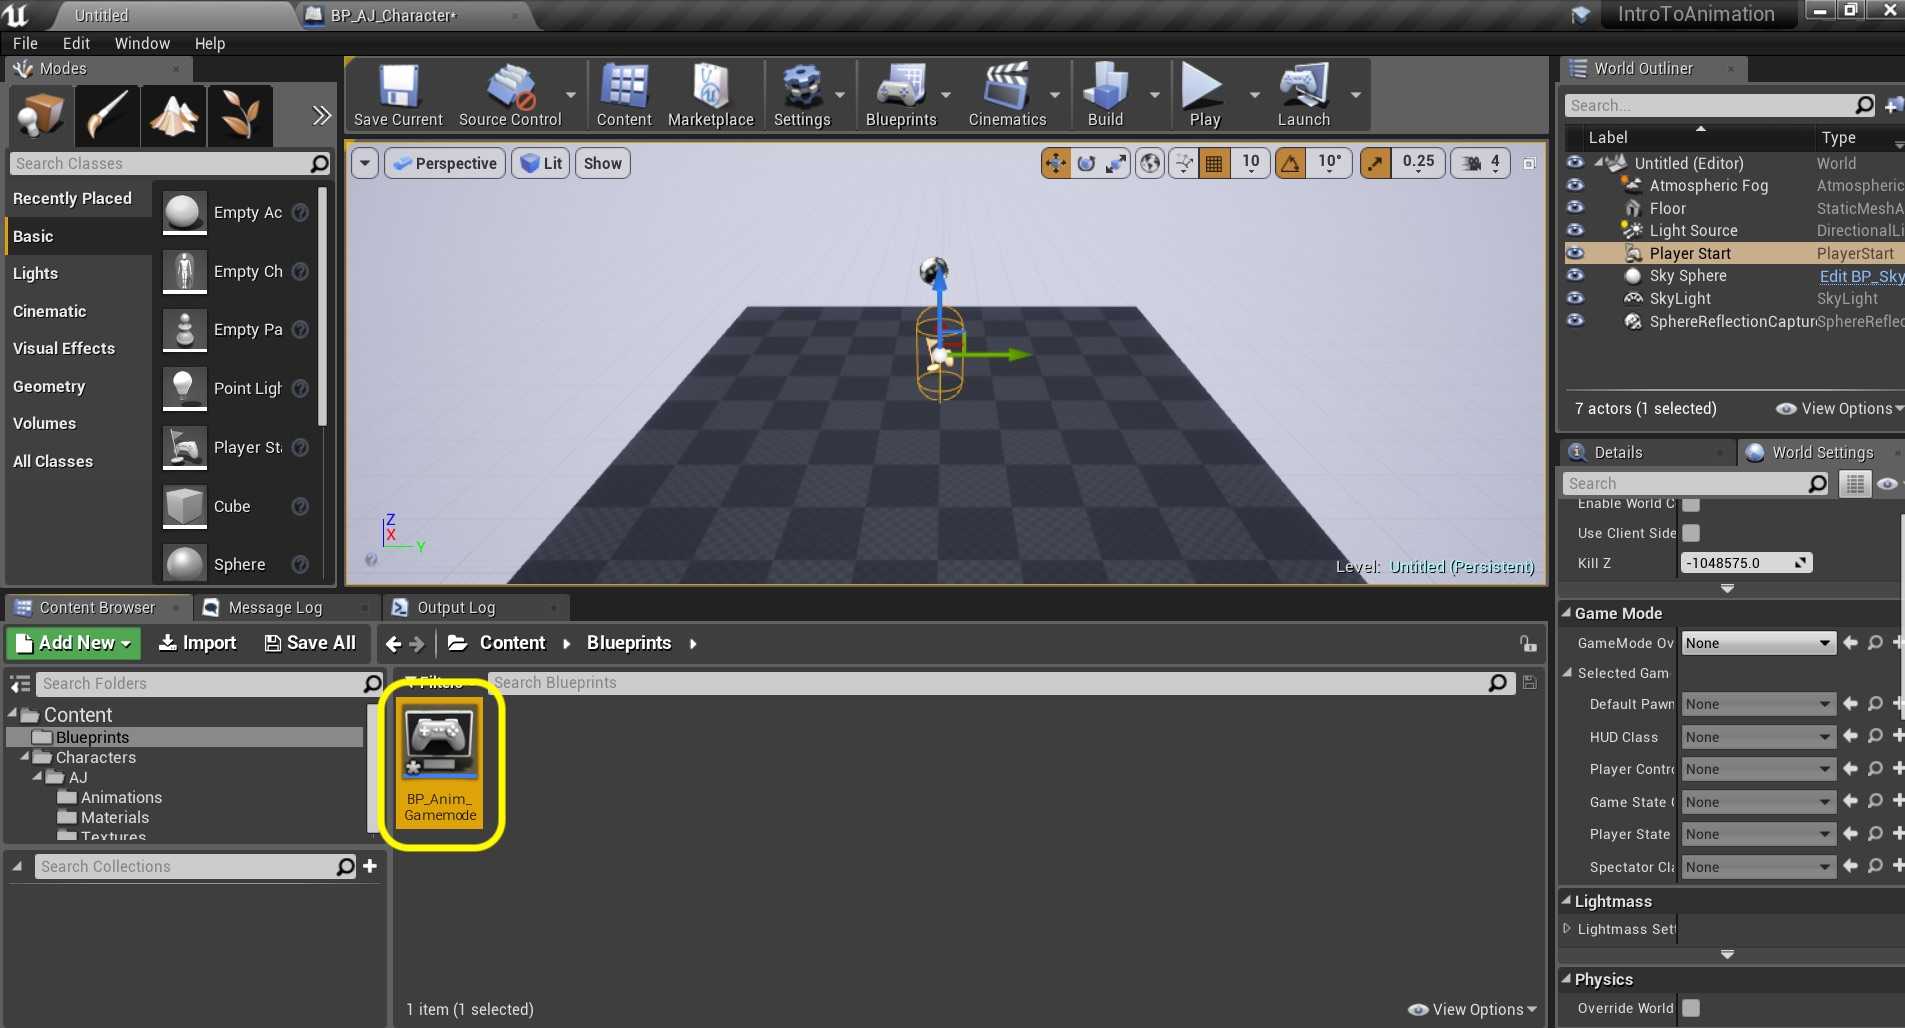 Untitled
BP_AJ_Character*
IntroToAnimation
File Edit Window Help
Modes
Search Classes
Recently Placed
Basic
Lights
Cinematic
Visual Effects
Geometry
Volumes
All Classes
Empty Ac
Empty Ch
Empty Pa
Point Ligh
Player Sta
Cube
Sphere
Save Current
Source Control
Content
Marketplace
Settings
Blueprints
Cinematics
Build
Play
Launch
Perspective
Lit
Show
10
10°
0.25
4
Z
X
Y
Level: Untitled (Persistent)
World Outliner
Search...
Label Type
Untitled (Editor) World
Atmospheric Fog Atmospheric
Floor StaticMeshA
Light Source DirectionalLi
Player Start PlayerStart
Sky Sphere Edit BP_Sky
SkyLight SkyLight
SphereReflectionCapture SphereReflec
7 actors (1 selected) View Options
Details
World Settings
Search
Enable World C
Use Client Side
Kill Z -1048575.0
Game Mode
GameMode Ov None
Selected Gam
Default Pawn None
HUD Class None
Player Contro None
Game State C None
Player State None
Spectator Cla None
Lightmass
Lightmass Sett
Physics
Override World
Content Browser
Message Log
Output Log
Add New Import Save All
Content Blueprints
Search Folders
Content
Blueprints
Characters
AJ
Animations
Materials
Textures
Search Collections
Filters
Search Blueprints
BP_Anim_
Gamemode
1 item (1 selected)
View Options